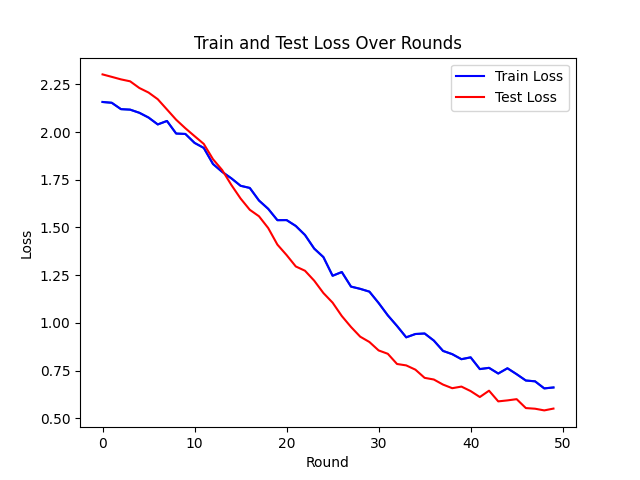 Train and Test Loss Over Rounds
Train Loss
Test Loss
2.25
2.00
1.75
1.50
1.25
1.00
0.75
0.50
Loss
0 10 20 30 40 50
Round